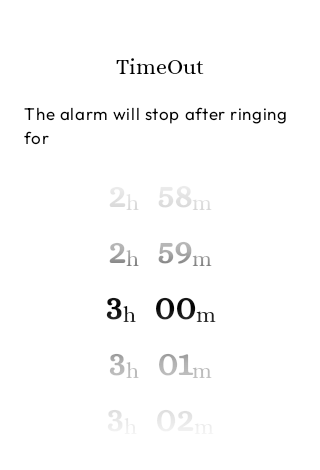 TimeOut
The alarm will stop after ringing
for
2h 58m
2h 59m
3h 00m
3h 01m
3h 02m